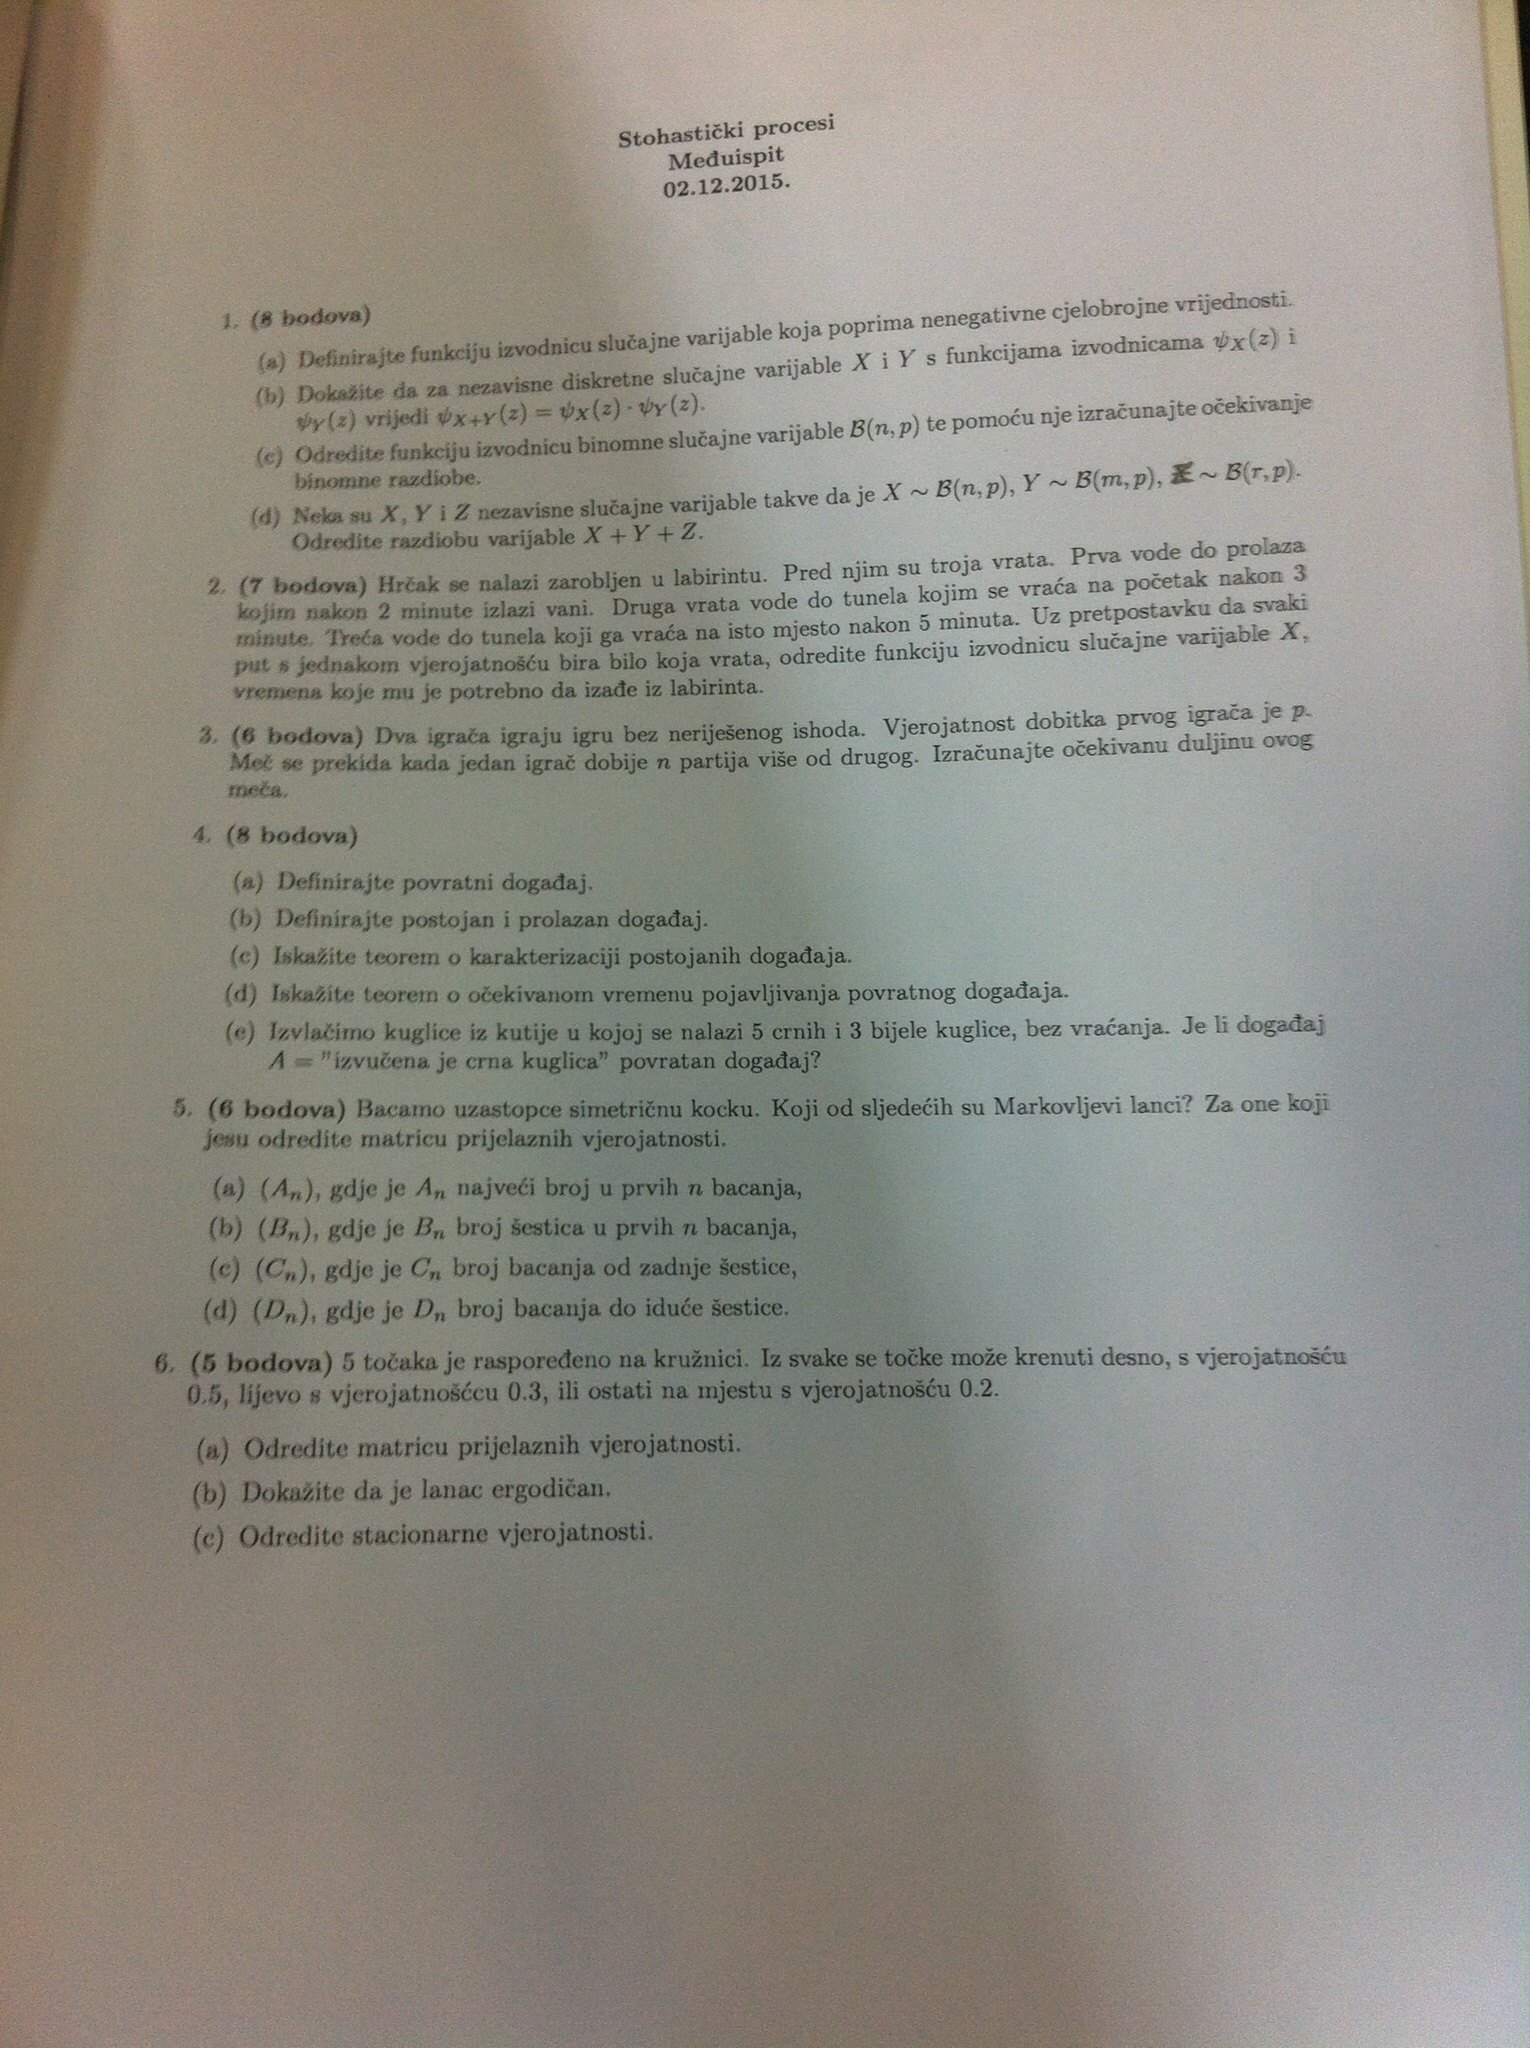 Stohastički procesi
Međuispit
02.12.2015.
1. (8 bodova)
(a) Definirajte funkciju izvodnicu slučajne varijable koja poprima nenegativne cjelobrojne vrijednosti.
(b) Dokažite da za nezavisne diskretne slučajne varijable X i Y s funkcijama izvodnicama ψ_X(z) i
ψ_Y(z) vrijedi ψ_{X+Y}(z) = ψ_X(z) · ψ_Y(z).
(c) Odredite funkciju izvodnicu binomne slučajne varijable B(n, p) te pomoću nje izračunajte očekivanje
binomne razdiobe.
(d) Neka su X, Y i Z nezavisne slučajne varijable takve da je X ∼ B(n, p), Y ∼ B(m, p), Z ∼ B(r, p).
Odredite razdiobu varijable X + Y + Z.
2. (7 bodova) Hrčak se nalazi zarobljen u labirintu. Pred njim su troja vrata. Prva vode do prolaza
kojim nakon 2 minute izlazi vani. Druga vrata vode do tunela kojim se vraća na početak nakon 3
minute. Treća vode do tunela koji ga vraća na isto mjesto nakon 5 minuta. Uz pretpostavku da svaki
put s jednakom vjerojatnošću bira bilo koja vrata, odredite funkciju izvodnicu slučajne varijable X,
vremena koje mu je potrebno da izađe iz labirinta.
3. (6 bodova) Dva igrača igraju igru bez neriješenog ishoda. Vjerojatnost dobitka prvog igrača je p.
Meč se prekida kada jedan igrač dobije n partija više od drugog. Izračunajte očekivanu duljinu ovog
meča.
4. (8 bodova)
(a) Definirajte povratni događaj.
(b) Definirajte postojan i prolazan događaj.
(c) Iskažite teorem o karakterizaciji postojanih događaja.
(d) Iskažite teorem o očekivanom vremenu pojavljivanja povratnog događaja.
(e) Izvlačimo kuglice iz kutije u kojoj se nalazi 5 crnih i 3 bijele kuglice, bez vraćanja. Je li događaj
A = "izvučena je crna kuglica" povratan događaj?
5. (6 bodova) Bacamo uzastopce simetričnu kocku. Koji od sljedećih su Markovljevi lanci? Za one koji
jesu odredite matricu prijelaznih vjerojatnosti.
(a) (A_n), gdje je A_n najveći broj u prvih n bacanja,
(b) (B_n), gdje je B_n broj šestica u prvih n bacanja,
(c) (C_n), gdje je C_n broj bacanja od zadnje šestice,
(d) (D_n), gdje je D_n broj bacanja do iduće šestice.
6. (5 bodova) 5 točaka je raspoređeno na kružnici. Iz svake se točke može krenuti desno, s vjerojatnošću
0.5, lijevo s vjerojatnošćcu 0.3, ili ostati na mjestu s vjerojatnošću 0.2.
(a) Odredite matricu prijelaznih vjerojatnosti.
(b) Dokažite da je lanac ergodičan.
(c) Odredite stacionarne vjerojatnosti.